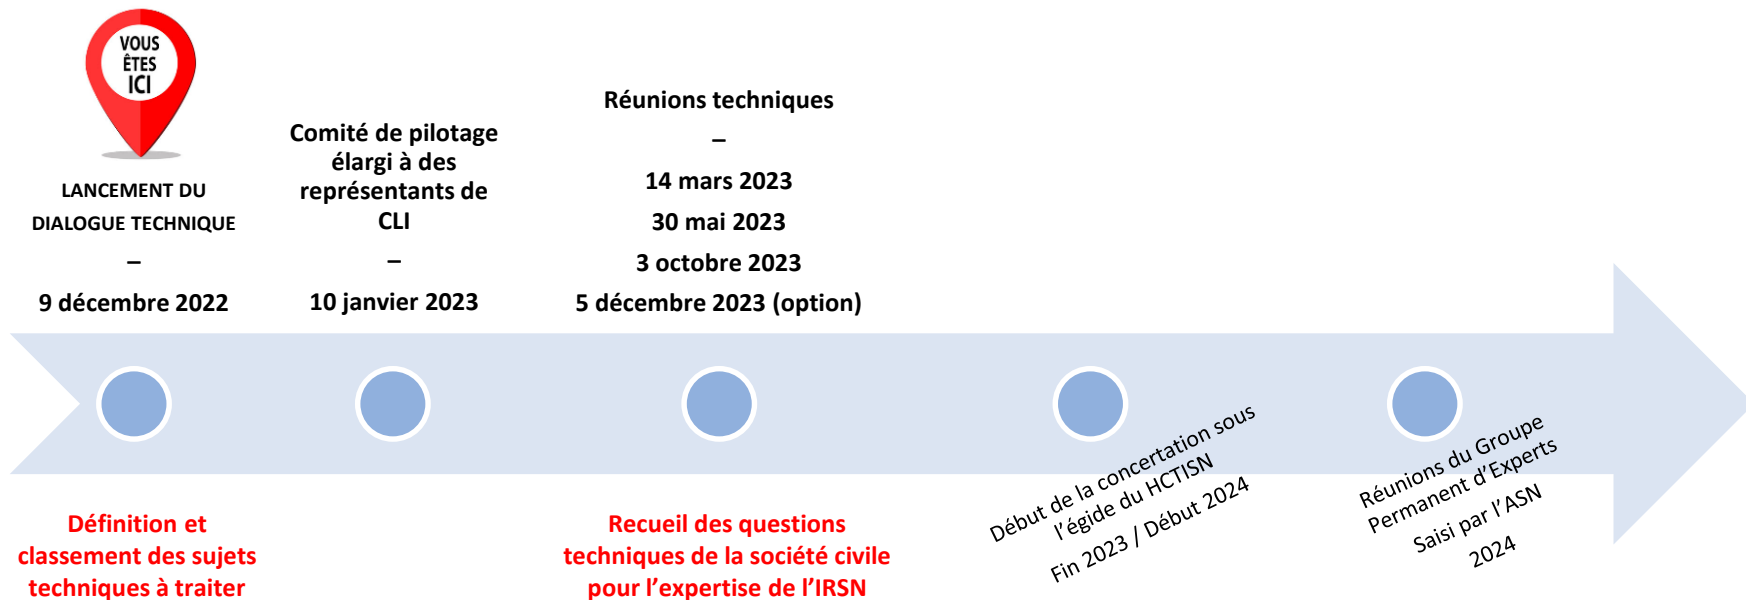 VOUS
ÊTES
ICI
LANCEMENT DU
DIALOGUE TECHNIQUE
–
9 décembre 2022
Comité de pilotage
élargi à des
représentants de
CLI
–
10 janvier 2023
Réunions techniques
–
14 mars 2023
30 mai 2023
3 octobre 2023
5 décembre 2023 (option)
Définition et
classement des sujets
techniques à traiter
Recueil des questions
techniques de la société civile
pour l’expertise de l’IRSN
Début de la concertation sous
l’égide du HCTISN
Fin 2023 / Début 2024
Réunions du Groupe
Permanent d’Experts
Saisi par l’ASN
2024